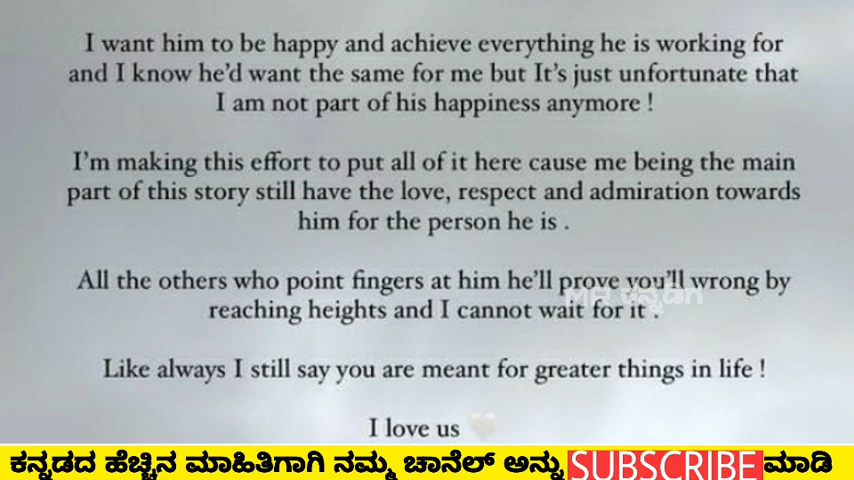 I want him to be happy and achieve everything he is working for
and I know he'd want the same for me but It's just unfortunate that
I am not part of his happiness anymore !
I'm making this effort to put all of it here cause me being the main
part of this story still have the love, respect and admiration towards
him for the person he is .
All the others who point fingers at him he'll prove you'll wrong by
reaching heights and I cannot wait for it .
MR ಕನ್ನಡಿಗ
Like always I still say you are meant for greater things in life !
I love us 🤍
ಕನ್ನಡದ ಹೆಚ್ಚಿನ ಮಾಹಿತಿಗಾಗಿ ನಮ್ಮ ಚಾನೆಲ್ ಅನ್ನು SUBSCRIBE ಮಾಡಿ